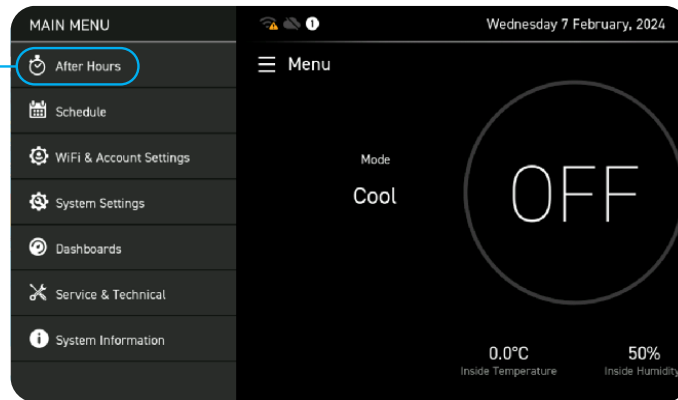 MAIN MENU
After Hours
Schedule
WiFi & Account Settings
System Settings
Dashboards
Service & Technical
System Information
1
Wednesday 7 February, 2024
Menu
Mode
Cool
OFF
0.0°C
Inside Temperature
50%
Inside Humidity